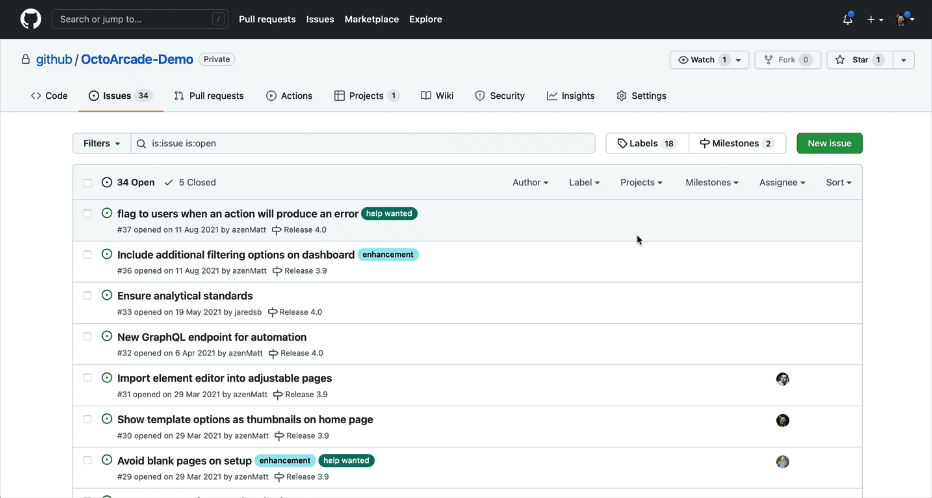 Search or jump to... / Pull requests Issues Marketplace Explore
github / OctoArcade-Demo Private Watch 1 Fork 0 Star 1
Code Issues 34 Pull requests Actions Projects 1 Wiki Security Insights Settings
Filters is:issue is:open Labels 18 Milestones 2 New issue
34 Open 5 Closed Author Label Projects Milestones Assignee Sort
flag to users when an action will produce an error help wanted
#37 opened on 11 Aug 2021 by azenMatt Release 4.0
Include additional filtering options on dashboard enhancement
#36 opened on 11 Aug 2021 by azenMatt Release 3.9
Ensure analytical standards
#33 opened on 19 May 2021 by jaredsb Release 4.0
New GraphQL endpoint for automation
#32 opened on 6 Apr 2021 by azenMatt Release 4.0
Import element editor into adjustable pages
#31 opened on 29 Mar 2021 by azenMatt Release 3.9
Show template options as thumbnails on home page
#30 opened on 29 Mar 2021 by azenMatt Release 3.9
Avoid blank pages on setup enhancement help wanted
#29 opened on 29 Mar 2021 by azenMatt Release 3.9